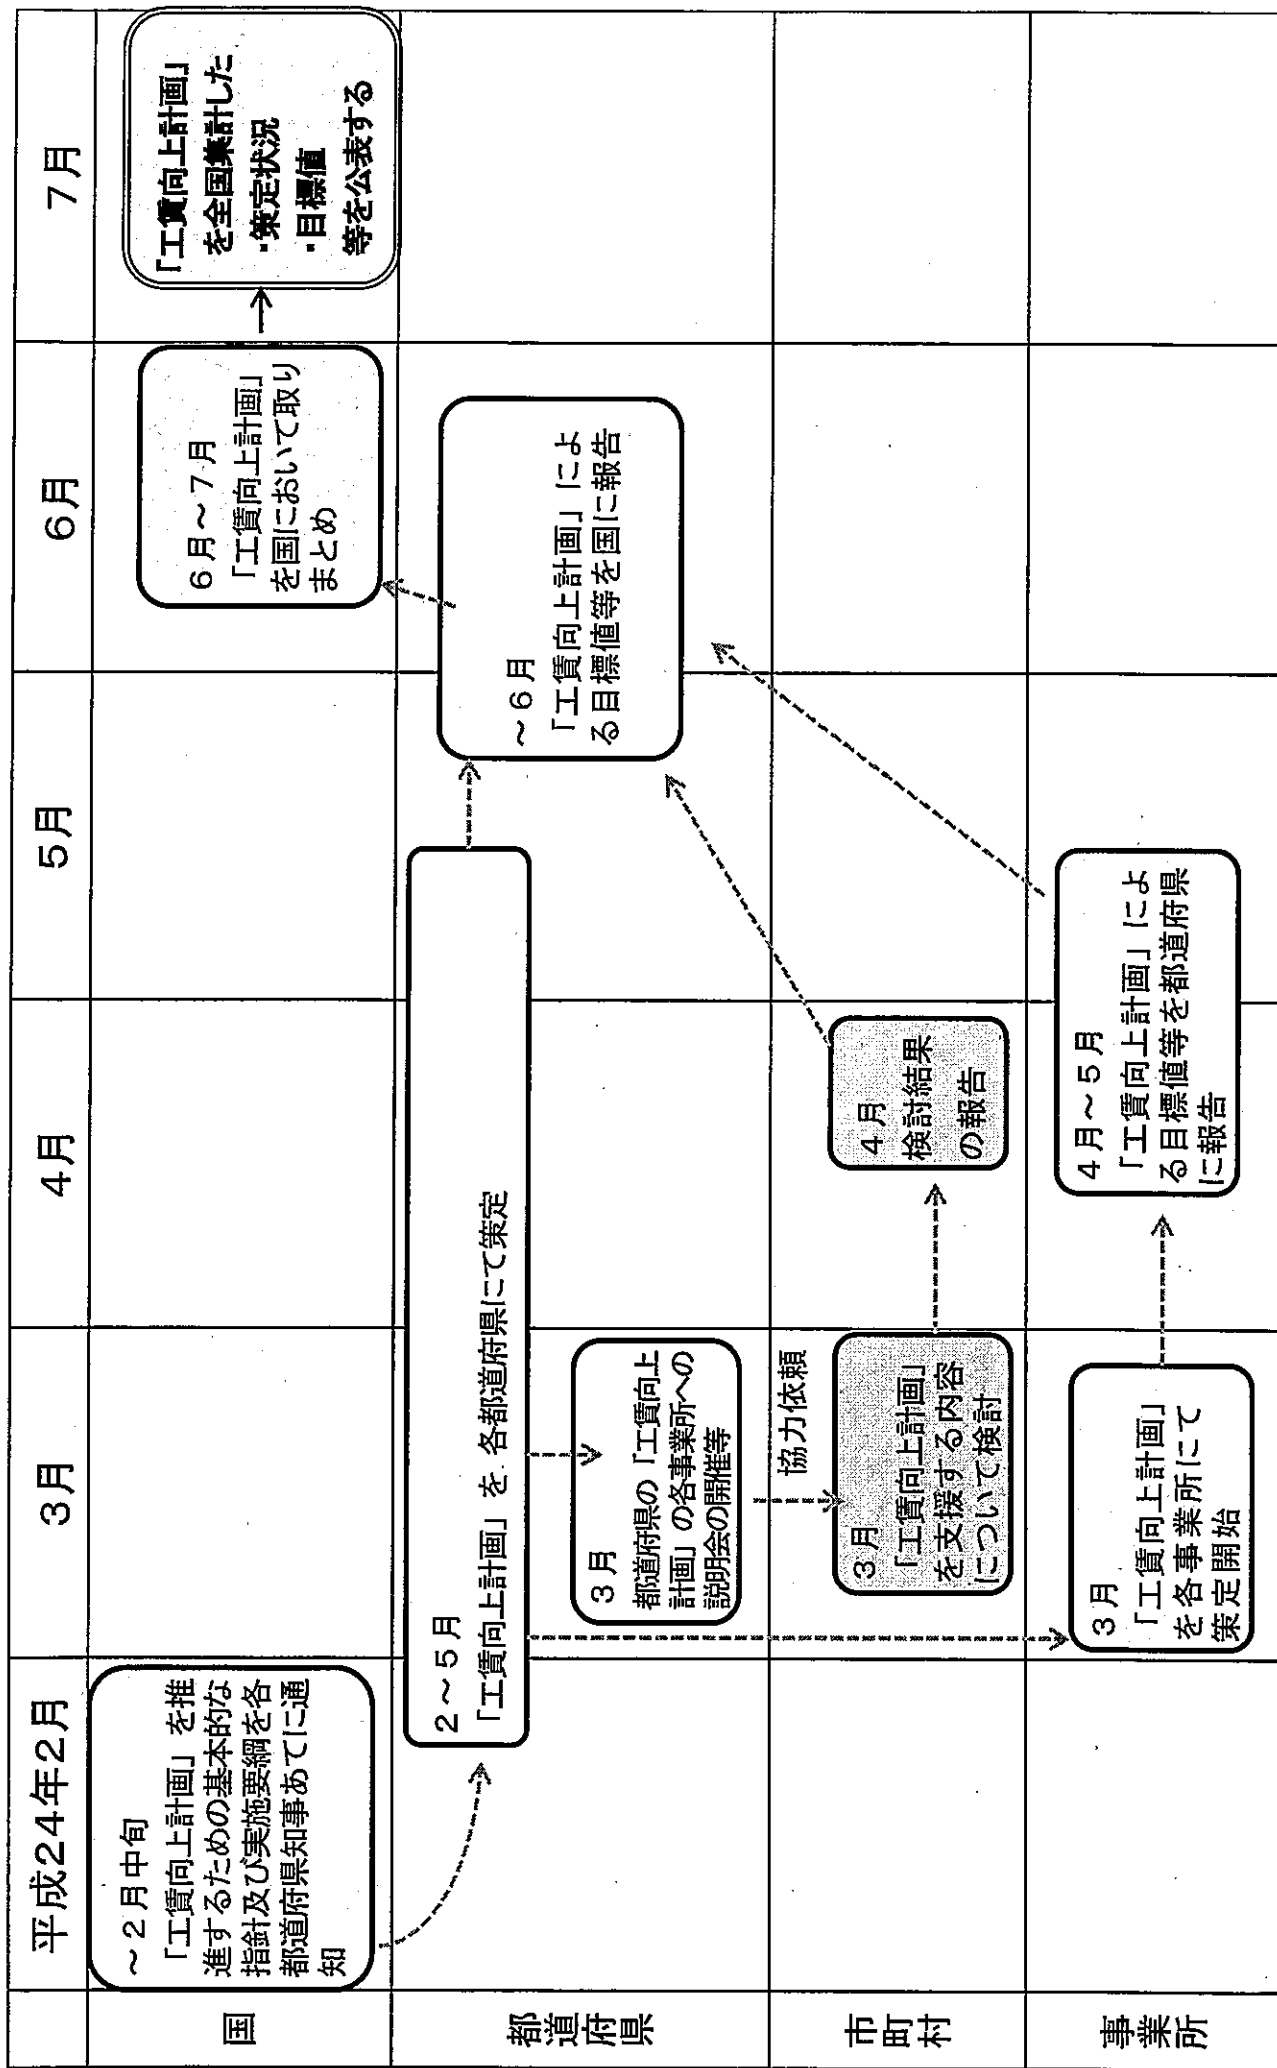 平成24年2月
3月
4月
5月
6月
7月
国
～2月中旬
「工賃向上計画」を推
進するための基本的な
指針及び実施要綱を各
都道府県知事あてに通
知
6月～7月
「工賃向上計画」
を国において取り
まとめ
「工賃向上計画」
を全国集計した
・策定状況
・目標値
等を公表する
都道府県
2～5月
「工賃向上計画」を 各都道府県にて策定
3月
都道府県の「工賃向上
計画」の各事業所への
説明会の開催等
～6月
「工賃向上計画」によ
る目標値等を国に報告
市町村
協力依頼
3月
「工賃向上計画」
を支援する内容
について検討
4月
検討結果
の報告
事業所
3月
「工賃向上計画」
を各事業所にて
策定開始
4月～5月
「工賃向上計画」によ
る目標値等を都道府県
に報告